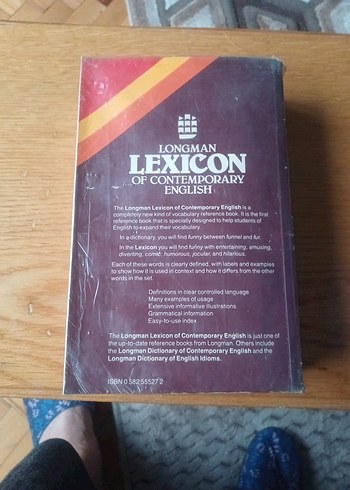 LONGMAN
LEXICON
OF CONTEMPORARY
ENGLISH
The Longman Lexicon of Contemporary English is a
completely new kind of vocabulary reference book. It is the first
reference book that is specially designed to help students of
English to expand their vocabulary.
In a dictionary, you will find funny between funnel and fur.
In the Lexicon you will find funny with entertaining, amusing,
diverting, comic, humorous, jocular, and hilarious.
Each of these words is clearly defined, with labels and examples
to show how it is used in context and how it differs from the other
words in the set.
Definitions in clear controlled language
Many examples of usage
Extensive informative illustrations
Grammatical information
Easy-to-use index
The Longman Lexicon of Contemporary English is just one of
the up-to-date reference books from Longman. Others include
the Longman Dictionary of Contemporary English and the
Longman Dictionary of English Idioms.
ISBN 0 582 55527 2